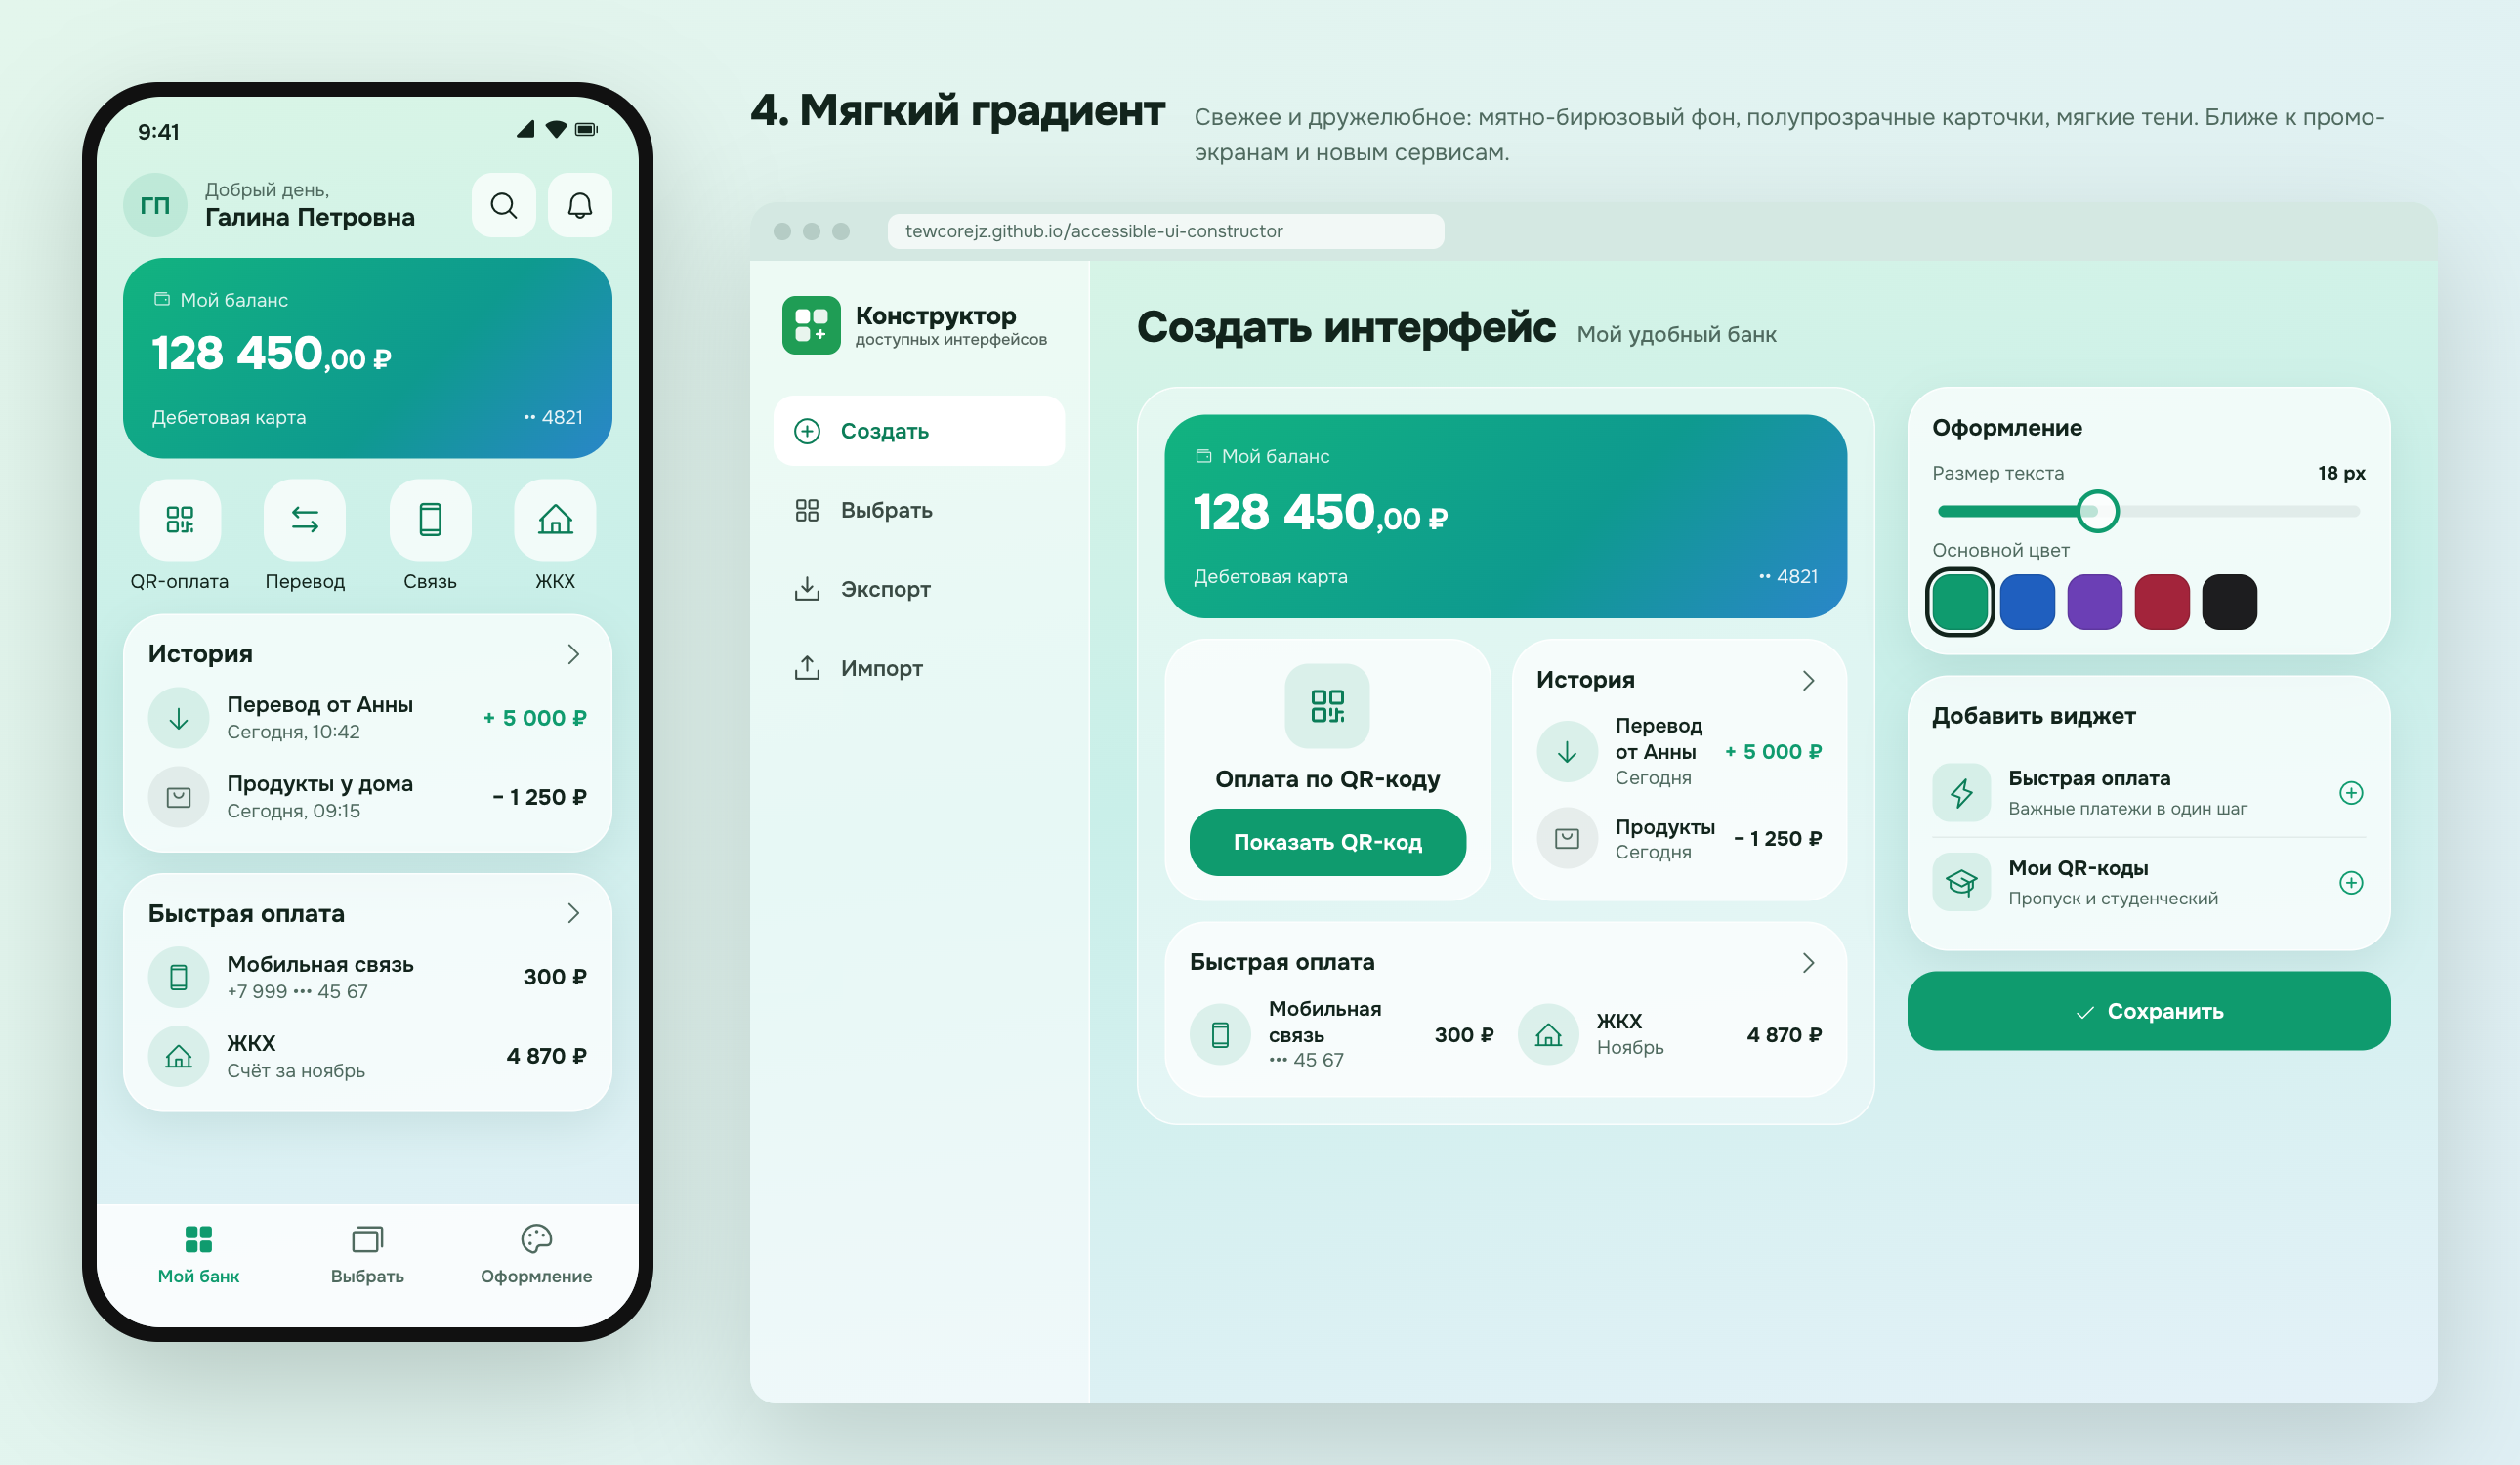 9:41
ГП
Добрый день,
Галина Петровна
Мой баланс
128 450,00 ₽
Дебетовая карта
•• 4821
QR-оплата
Перевод
Связь
ЖКХ
История
Перевод от Анны
Сегодня, 10:42
+ 5 000 ₽
Продукты у дома
Сегодня, 09:15
− 1 250 ₽
Быстрая оплата
Мобильная связь
+7 999 ••• 45 67
300 ₽
ЖКХ
Счёт за ноябрь
4 870 ₽
Мой банк
Выбрать
Оформление
4. Мягкий градиент
Свежее и дружелюбное: мятно-бирюзовый фон, полупрозрачные карточки, мягкие тени. Ближе к промо-
экранам и новым сервисам.
tewcorejz.github.io/accessible-ui-constructor
Конструктор
доступных интерфейсов
Создать
Выбрать
Экспорт
Импорт
Создать интерфейс
Мой удобный банк
Мой баланс
128 450,00 ₽
Дебетовая карта
•• 4821
Оплата по QR-коду
Показать QR-код
История
Перевод
от Анны
Сегодня
+ 5 000 ₽
Продукты
Сегодня
− 1 250 ₽
Быстрая оплата
Мобильная
связь
••• 45 67
300 ₽
ЖКХ
Ноябрь
4 870 ₽
Оформление
Размер текста
18 px
Основной цвет
Добавить виджет
Быстрая оплата
Важные платежи в один шаг
Мои QR-коды
Пропуск и студенческий
Сохранить